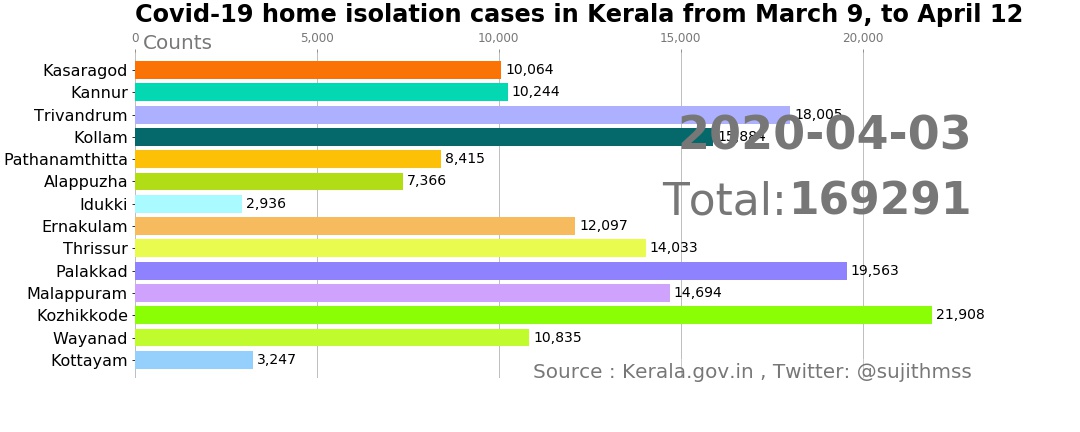 Covid-19 home isolation cases in Kerala from March 9, to April 12
0 5,000 10,000 15,000 20,000
Counts
Kasaragod 10,064
Kannur 10,244
Trivandrum 18,005
Kollam 15,884
2020-04-03
Pathanamthitta 8,415
Alappuzha 7,366
Idukki 2,936
Total:169291
Ernakulam 12,097
Thrissur 14,033
Palakkad 19,563
Malappuram 14,694
Kozhikkode 21,908
Wayanad 10,835
Kottayam 3,247
Source : Kerala.gov.in , Twitter: @sujithmss